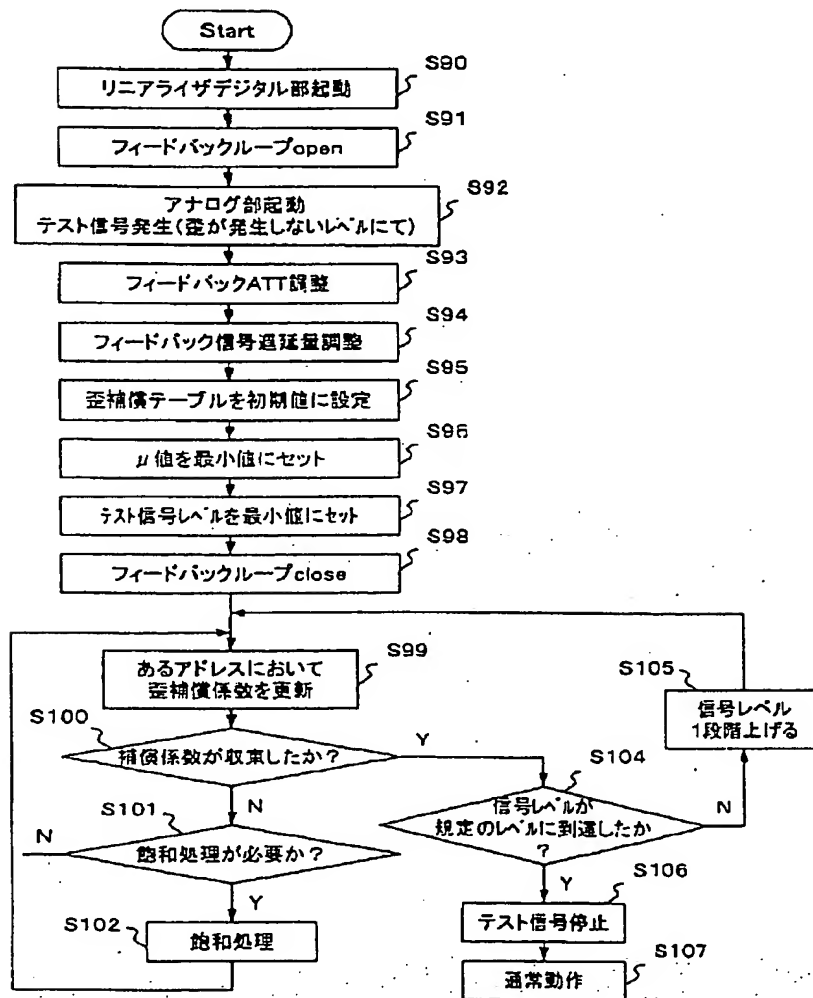 Start
S90
リニアライザデジタル部起動
S91
フィードバックループopen
S92
アナログ部起動
テスト信号発生(歪が発生しないレベルにて)
S93
フィードバックATT調整
S94
フィードバック信号遅延量調整
S95
歪補償テーブルを初期値に設定
S96
μ値を最小値にセット
S97
テスト信号レベルを最小値にセット
S98
フィードバックループclose
S99
あるアドレスにおいて
歪補償係数を更新
S105
信号レベル
1段階上げる
S100
補償係数が収束したか?
Y
N
S104
信号レベルが
規定のレベルに到達したか
?
N
Y
S101
N
飽和処理が必要か?
Y
S102
飽和処理
S106
テスト信号停止
S107
通常動作